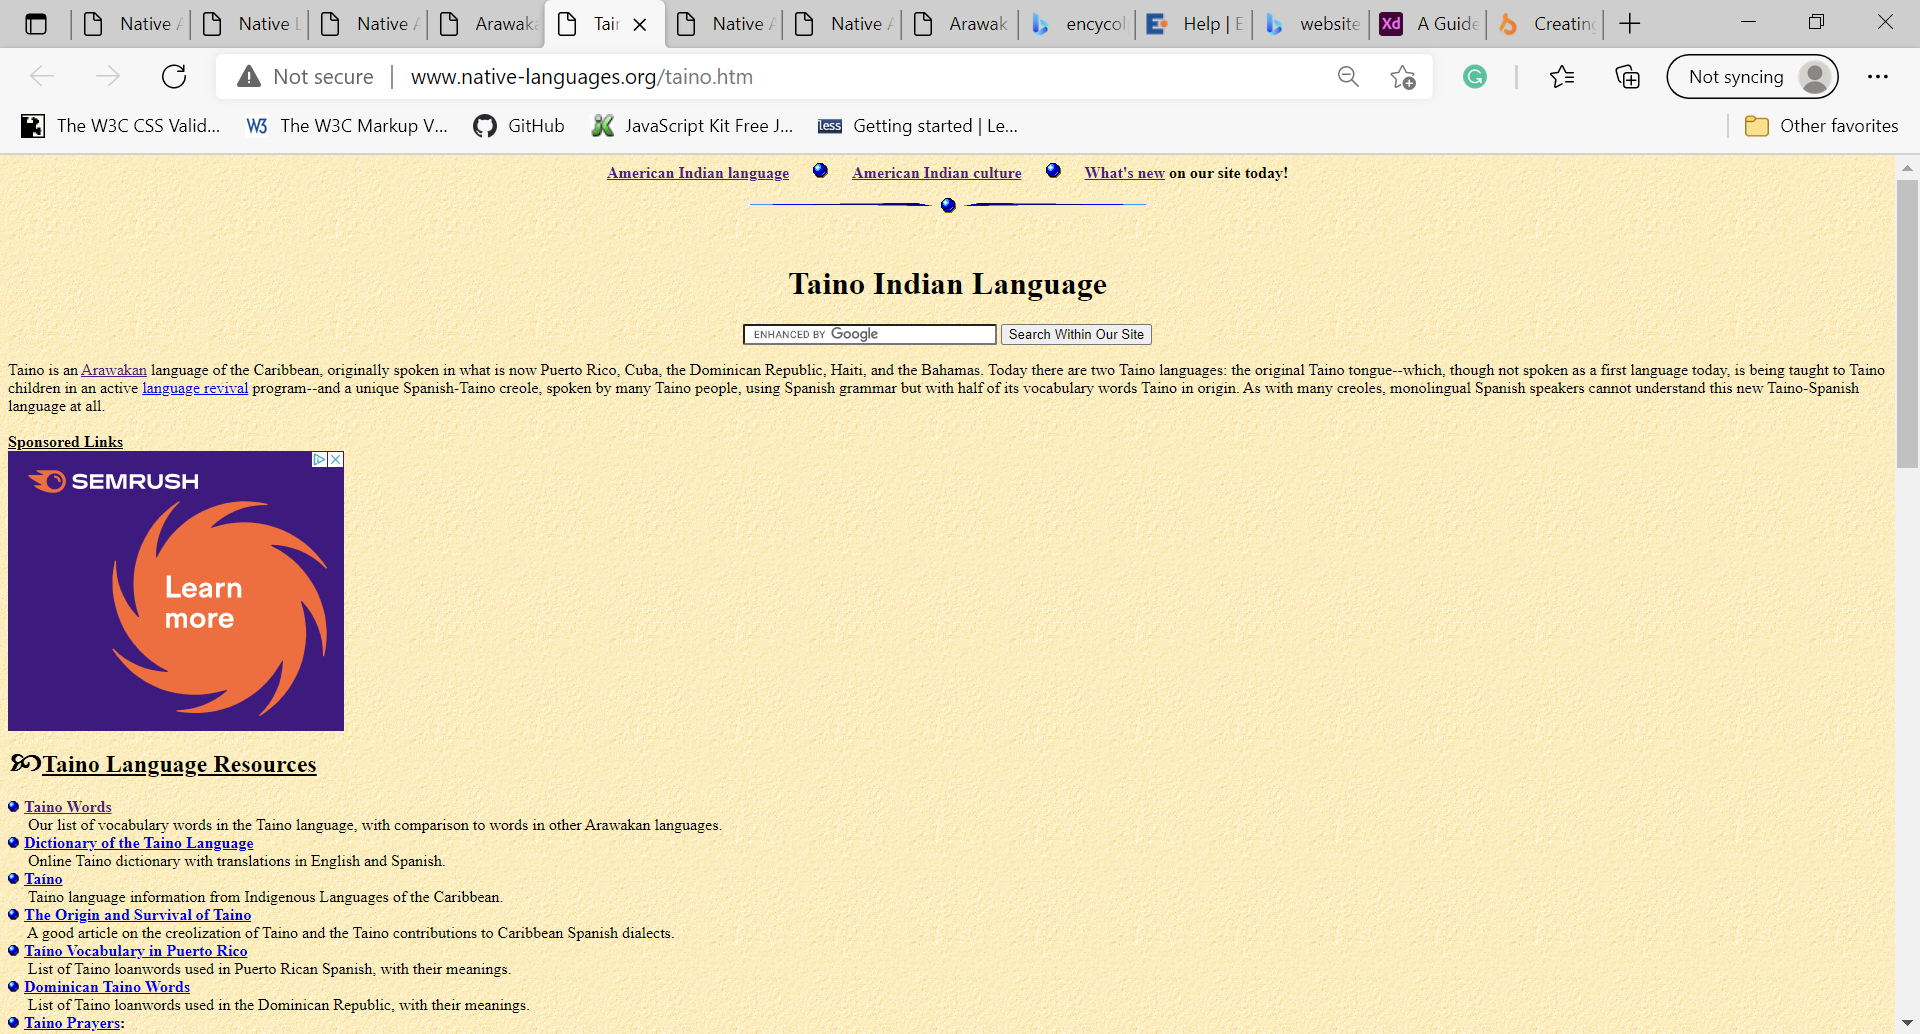 Native A
Native L
Native A
Arawaka
Tain
Native A
Native A
Arawak
encycol
Help | E
website
Xd
A Guide
Creating
Not secure
www.native-languages.org/taino.htm
G
Not syncing
The W3C CSS Valid...
W3
The W3C Markup V...
GitHub
JavaScript Kit Free J...
less
Getting started | Le...
Other favorites
American Indian language
American Indian culture
What's new on our site today!
Taino Indian Language
ENHANCED BY Google
Search Within Our Site
Taino is an Arawakan language of the Caribbean, originally spoken in what is now Puerto Rico, Cuba, the Dominican Republic, Haiti, and the Bahamas. Today there are two Taino languages: the original Taino tongue--which, though not spoken as a first language today, is being taught to Taino
children in an active language revival program--and a unique Spanish-Taino creole, spoken by many Taino people, using Spanish grammar but with half of its vocabulary words Taino in origin. As with many creoles, monolingual Spanish speakers cannot understand this new Taino-Spanish
language at all.
Sponsored Links
SEMRUSH
Learn
more
Taino Language Resources
Taino Words
Our list of vocabulary words in the Taino language, with comparison to words in other Arawakan languages.
Dictionary of the Taino Language
Online Taino dictionary with translations in English and Spanish.
Taíno
Taino language information from Indigenous Languages of the Caribbean.
The Origin and Survival of Taino
A good article on the creolization of Taino and the Taino contributions to Caribbean Spanish dialects.
Taíno Vocabulary in Puerto Rico
List of Taino loanwords used in Puerto Rican Spanish, with their meanings.
Dominican Taino Words
List of Taino loanwords used in the Dominican Republic, with their meanings.
Taino Prayers: